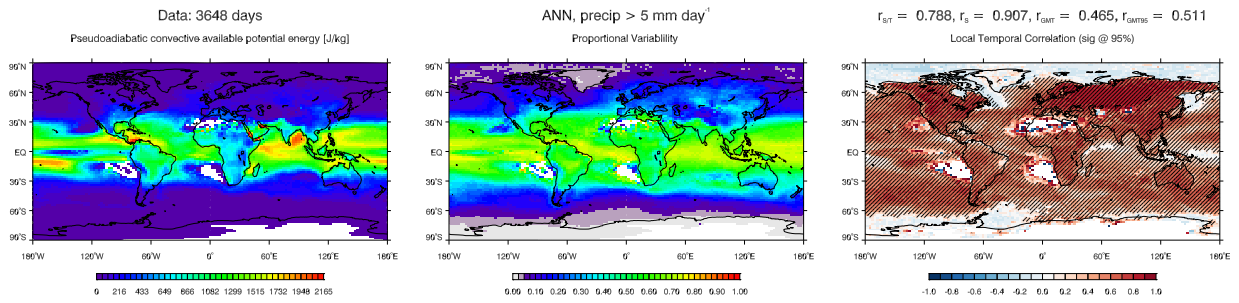 Data: 3648 days
Pseudoadiabatic convective available potential energy [J/kg]
90°N
60°N
30°N
EQ
30°S
60°S
90°S
180°W 120°W 60°W 0° 60°E 120°E 180°E
0 216 433 649 866 1082 1299 1515 1732 1948 2165
ANN, precip > 5 mm day⁻¹
Proportional Variablility
90°N
60°N
30°N
EQ
30°S
60°S
90°S
180°W 120°W 60°W 0° 60°E 120°E 180°E
0.00 0.10 0.20 0.30 0.40 0.50 0.60 0.70 0.80 0.90 1.00
r_S/T = 0.788, r_S = 0.907, r_GMT = 0.465, r_GMT95 = 0.511
Local Temporal Correlation (sig @ 95%)
90°N
60°N
30°N
EQ
30°S
60°S
90°S
180°W 120°W 60°W 0° 60°E 120°E 180°E
-1.0 -0.8 -0.6 -0.4 -0.2 0.0 0.2 0.4 0.6 0.8 1.0